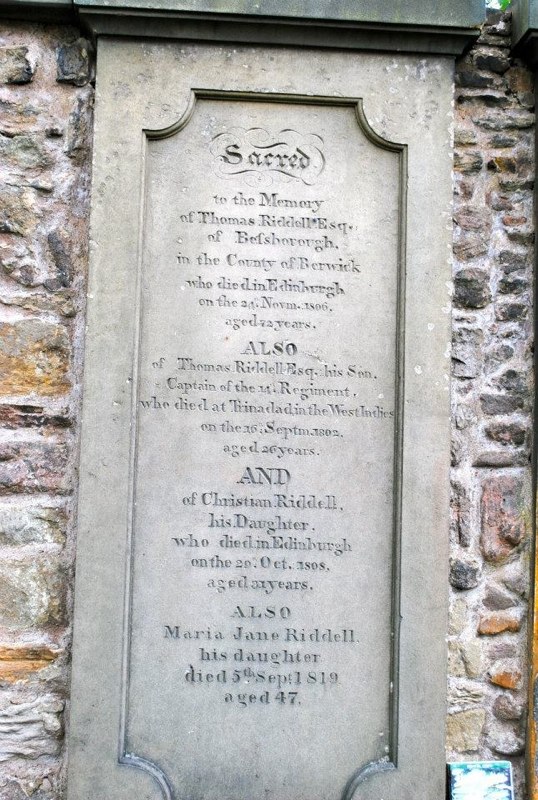 Sacred
to the Memory
of Thomas Riddell Esq.
of Befsborough,
in the County of Berwick
who died in Edinburgh
on the 24. Novm. 1806.
aged 72 years.
ALSO
of Thomas Riddell Esq. his Son.
Captain of the 14. Regiment,
who died at Trinadad in the West Indies
on the 16. Septm. 1802.
aged 26 years.
AND
of Christian Riddell,
his Daughter.
who died in Edinburgh
on the 20. Oct. 1808.
aged 31 years.
ALSO
Maria Jane Riddell.
his daughter
died 5th Sept 1819
aged 47.